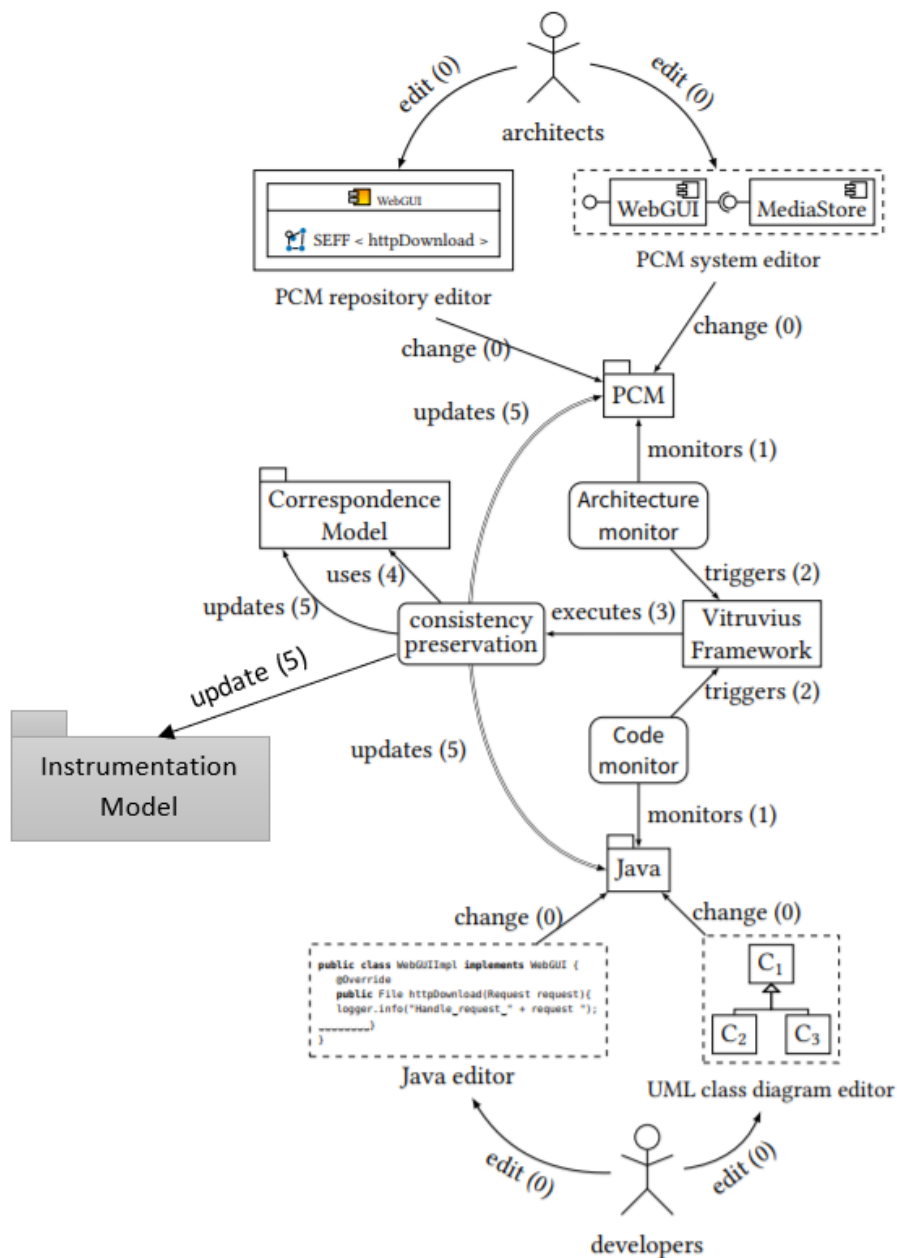 edit (0)
edit (0)
architects
WebGUI
SEFF < httpDownload >
WebGUI
MediaStore
PCM repository editor
PCM system editor
change (0)
change (0)
PCM
updates (5)
monitors (1)
Correspondence
Model
Architecture
monitor
uses (4)
triggers (2)
updates (5)
consistency
preservation
executes (3)
Vitruvius
Framework
update (5)
triggers (2)
Instrumentation
Model
updates (5)
Code
monitor
monitors (1)
Java
change (0)
change (0)
public class WebGUIImpl implements WebGUI {
@Override
public File httpDownload(Request request){
logger.info("Handle_request_" + request ");
________}
}
C1
C2
C3
Java editor
UML class diagram editor
edit (0)
edit (0)
developers